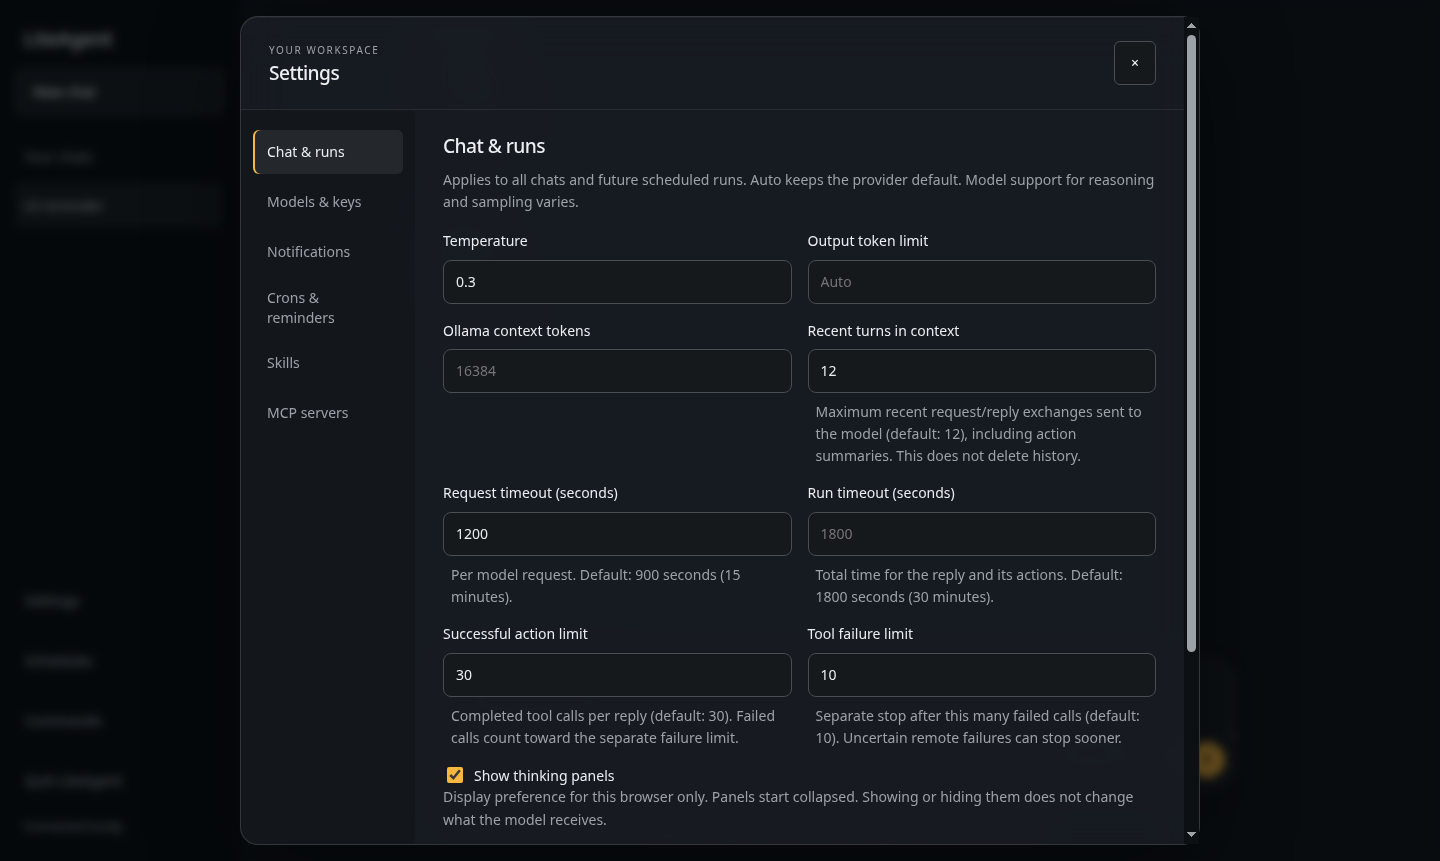 LiteAgent
New chat
YOUR WORKSPACE
Settings
×
Chat & runs
Models & keys
Notifications
Crons &
reminders
Skills
MCP servers
Chat & runs
Applies to all chats and future scheduled runs. Auto keeps the provider default. Model support for reasoning
and sampling varies.
Temperature
Output token limit
0.3
Auto
Ollama context tokens
Recent turns in context
16384
12
Maximum recent request/reply exchanges sent to
the model (default: 12), including action
summaries. This does not delete history.
Request timeout (seconds)
Run timeout (seconds)
1200
1800
Per model request. Default: 900 seconds (15
minutes).
Total time for the reply and its actions. Default:
1800 seconds (30 minutes).
Successful action limit
Tool failure limit
30
10
Completed tool calls per reply (default: 30). Failed
calls count toward the separate failure limit.
Separate stop after this many failed calls (default:
10). Uncertain remote failures can stop sooner.
Show thinking panels
Display preference for this browser only. Panels start collapsed. Showing or hiding them does not change
what the model receives.
Settings
Schedules
Commands